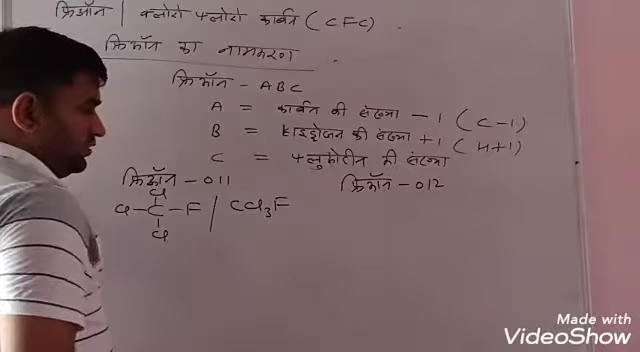 फ्रिऑन | क्लोरो फ्लोरो कार्बन (CFC).
फ्रिऑन का नामकरण
फ्रिऑन - ABC
A = कार्बन की संख्या - 1 (C-1)
B = हाइड्रोजन की संख्या + 1 (H+1)
C = फ्लुओरीन की संख्या
फ्रिऑन - 011 फ्रिऑन - 012
Cl
Cl-C-F / CCl3F
Cl
Made with
VideoShow